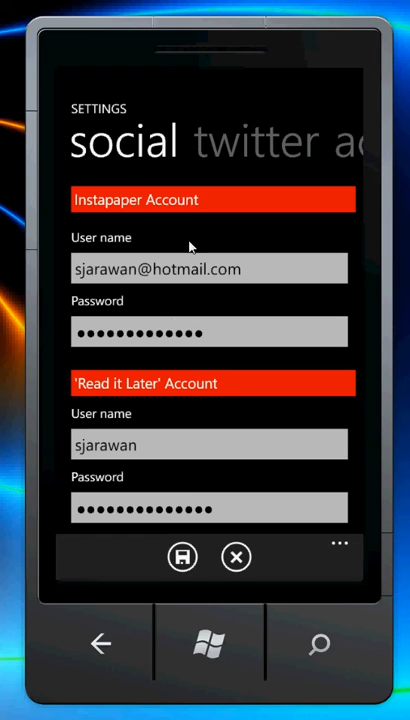 SETTINGS
social twitter ac
Instapaper Account
User name
sjarawan@hotmail.com
Password
●●●●●●●●●●●●●
'Read it Later' Account
User name
sjarawan
Password
●●●●●●●●●●●●●●